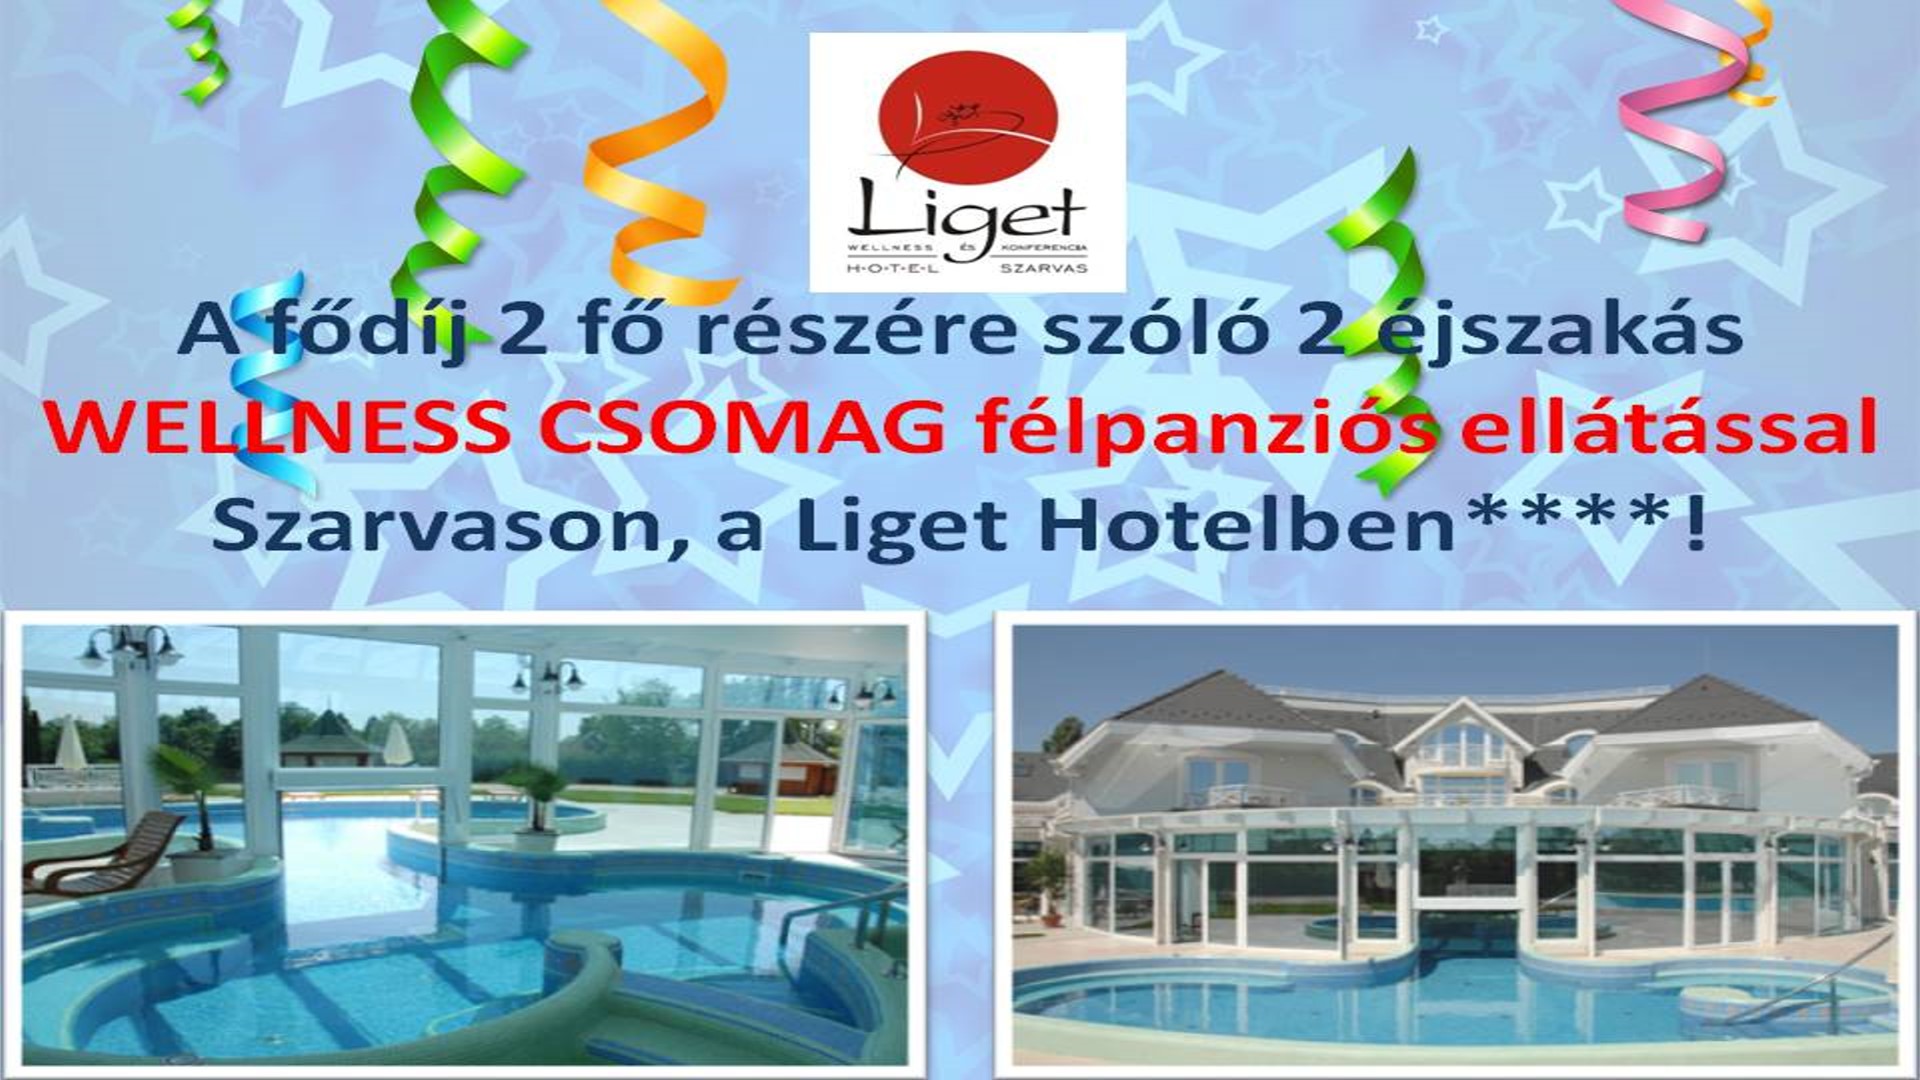 Liget
WELLNESS ÉS KONFERENCIA
H·O·T·E·L SZARVAS
A fődíj 2 fő részére szóló 2 éjszakás
WELLNESS CSOMAG félpanziós ellátással
Szarvason, a Liget Hotelben****!